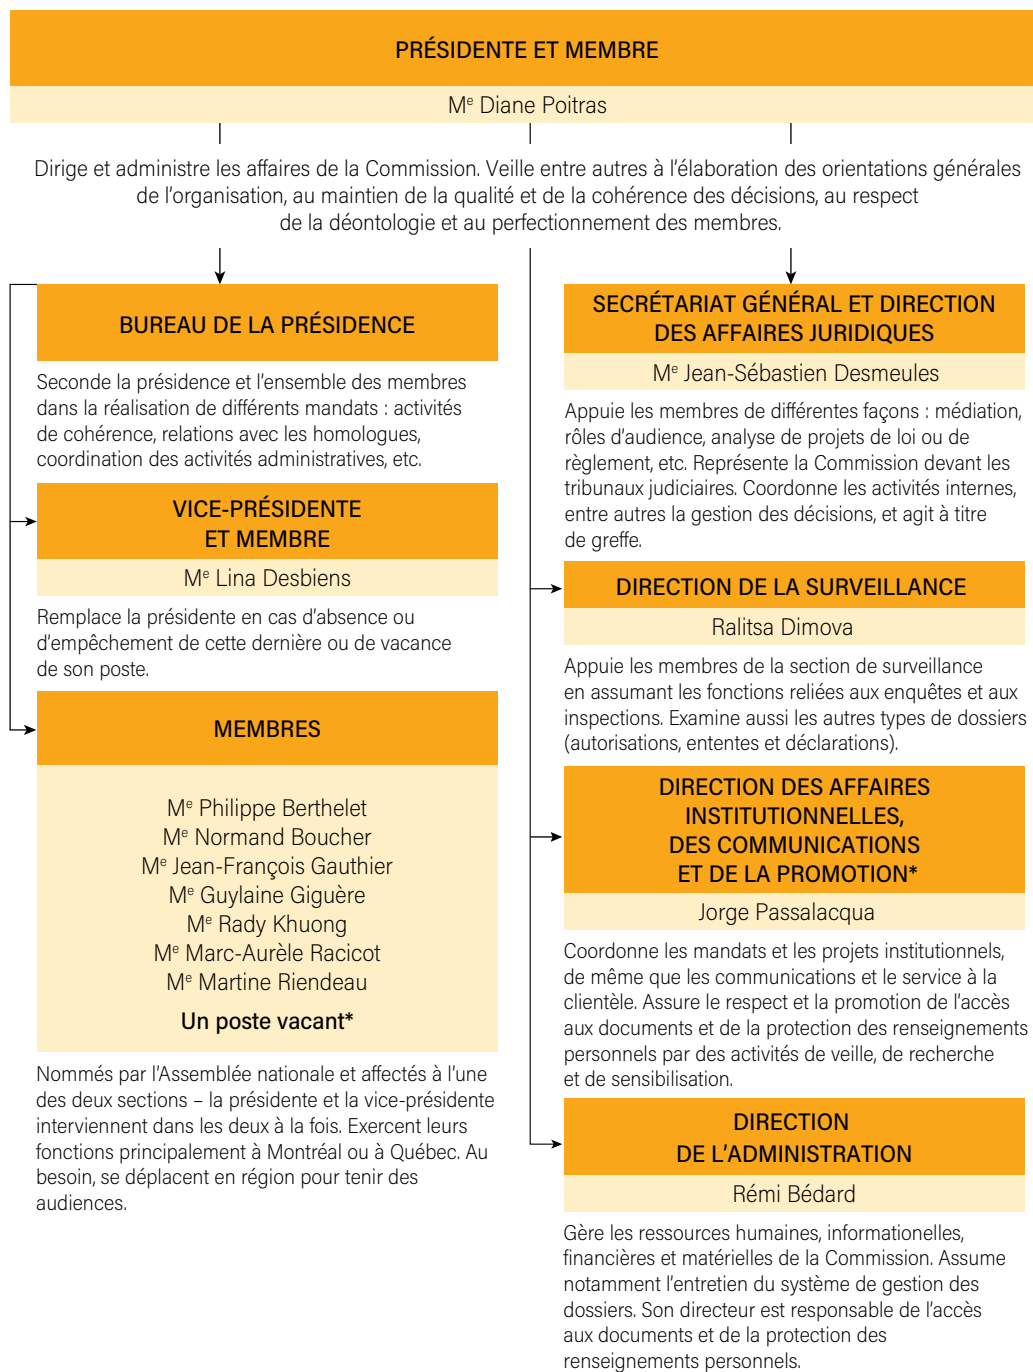 PRÉSIDENTE ET MEMBRE
Mᵉ Diane Poitras
Dirige et administre les affaires de la Commission. Veille entre autres à l'élaboration des orientations générales
de l'organisation, au maintien de la qualité et de la cohérence des décisions, au respect
de la déontologie et au perfectionnement des membres.
BUREAU DE LA PRÉSIDENCE
Seconde la présidence et l'ensemble des membres
dans la réalisation de différents mandats : activités
de cohérence, relations avec les homologues,
coordination des activités administratives, etc.
VICE-PRÉSIDENTE
ET MEMBRE
Mᵉ Lina Desbiens
Remplace la présidente en cas d'absence ou
d'empêchement de cette dernière ou de vacance
de son poste.
MEMBRES
Mᵉ Philippe Berthelet
Mᵉ Normand Boucher
Mᵉ Jean-François Gauthier
Mᵉ Guylaine Giguère
Mᵉ Rady Khuong
Mᵉ Marc-Aurèle Racicot
Mᵉ Martine Riendeau
Un poste vacant*
Nommés par l'Assemblée nationale et affectés à l'une
des deux sections – la présidente et la vice-présidente
interviennent dans les deux à la fois. Exercent leurs
fonctions principalement à Montréal ou à Québec. Au
besoin, se déplacent en région pour tenir des
audiences.
SECRÉTARIAT GÉNÉRAL ET DIRECTION
DES AFFAIRES JURIDIQUES
Mᵉ Jean-Sébastien Desmeules
Appuie les membres de différentes façons : médiation,
rôles d'audience, analyse de projets de loi ou de
règlement, etc. Représente la Commission devant les
tribunaux judiciaires. Coordonne les activités internes,
entre autres la gestion des décisions, et agit à titre
de greffe.
DIRECTION DE LA SURVEILLANCE
Ralitsa Dimova
Appuie les membres de la section de surveillance
en assumant les fonctions reliées aux enquêtes et aux
inspections. Examine aussi les autres types de dossiers
(autorisations, ententes et déclarations).
DIRECTION DES AFFAIRES
INSTITUTIONNELLES,
DES COMMUNICATIONS
ET DE LA PROMOTION*
Jorge Passalacqua
Coordonne les mandats et les projets institutionnels,
de même que les communications et le service à la
clientèle. Assure le respect et la promotion de l'accès
aux documents et de la protection des renseignements
personnels par des activités de veille, de recherche
et de sensibilisation.
DIRECTION
DE L'ADMINISTRATION
Rémi Bédard
Gère les ressources humaines, informationelles,
financières et matérielles de la Commission. Assume
notamment l'entretien du système de gestion des
dossiers. Son directeur est responsable de l'accès
aux documents et de la protection des
renseignements personnels.